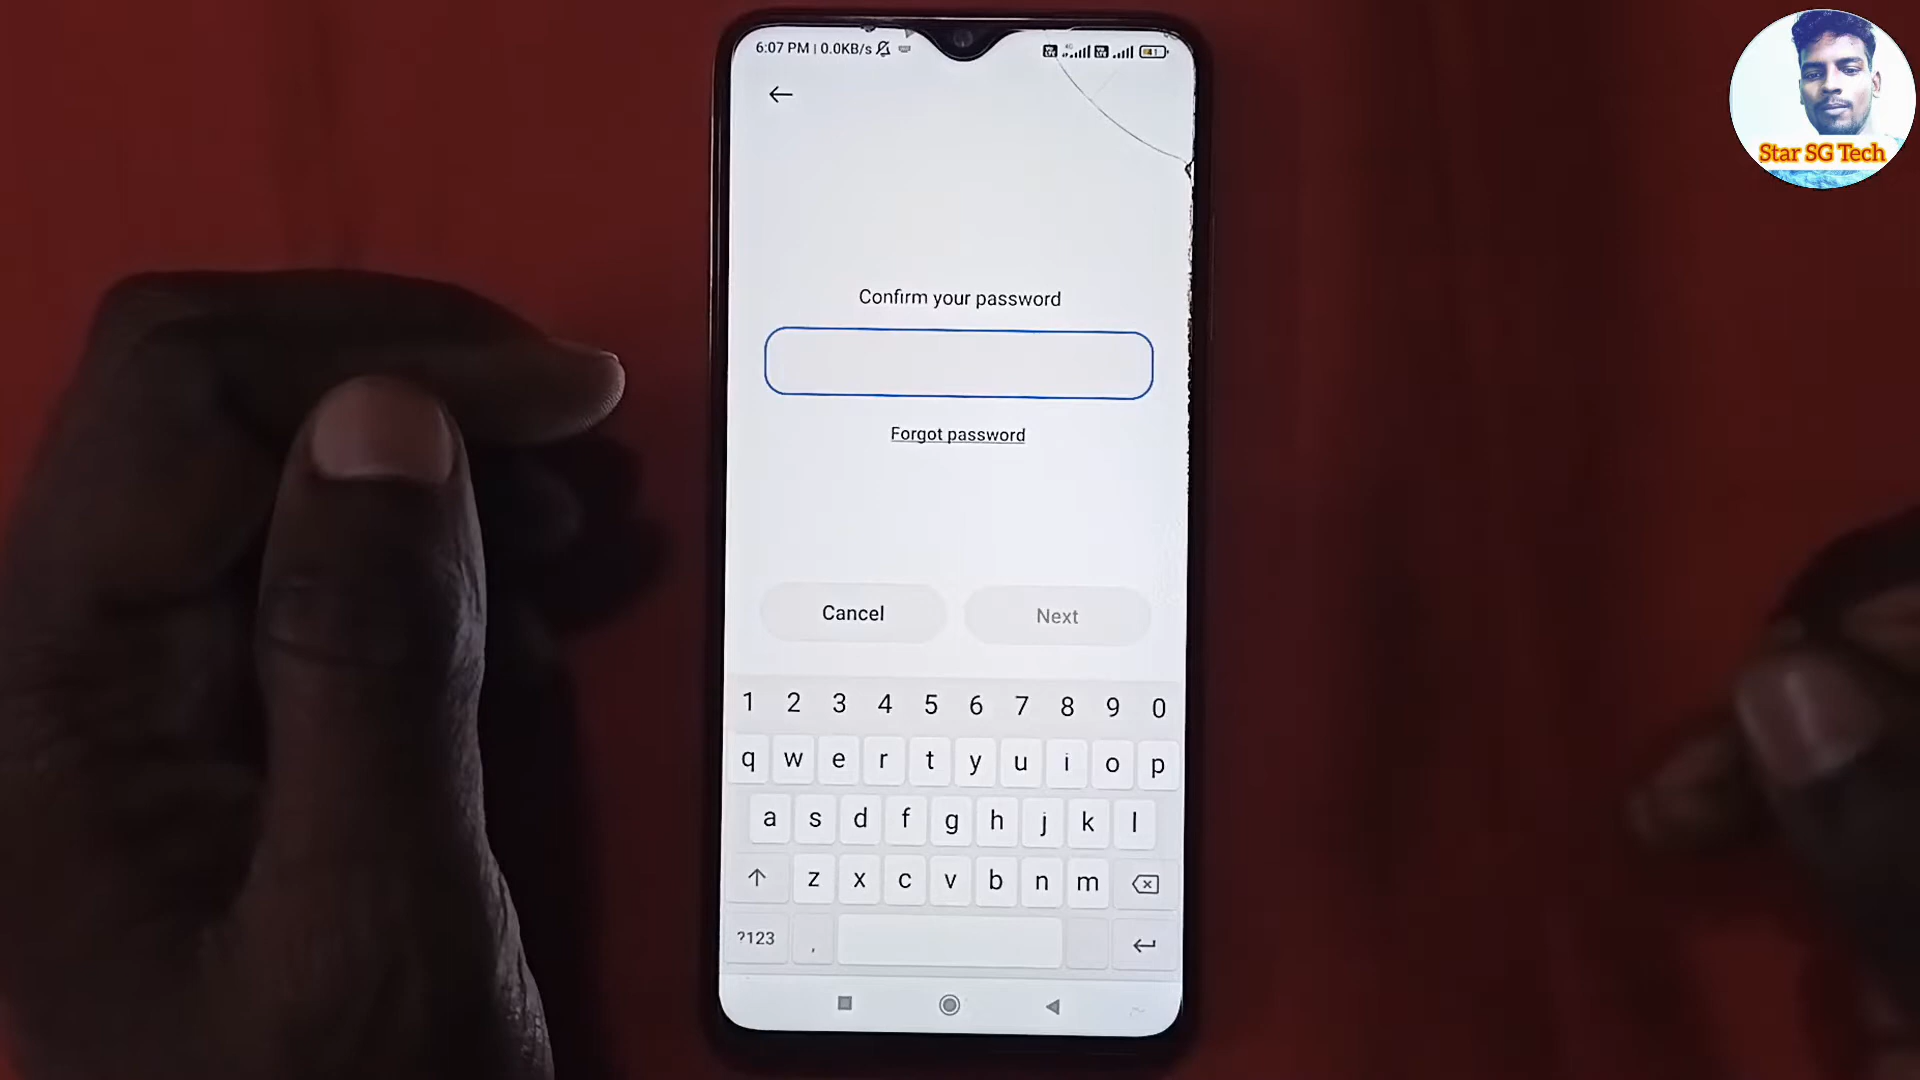 6:07 PM | 0.0KB/s
Star SG Tech
Confirm your password
Forgot password
Cancel
Next
1 2 3 4 5 6 7 8 9 0
q w e r t y u i o p
a s d f g h j k l
z x c v b n m
?123 ,